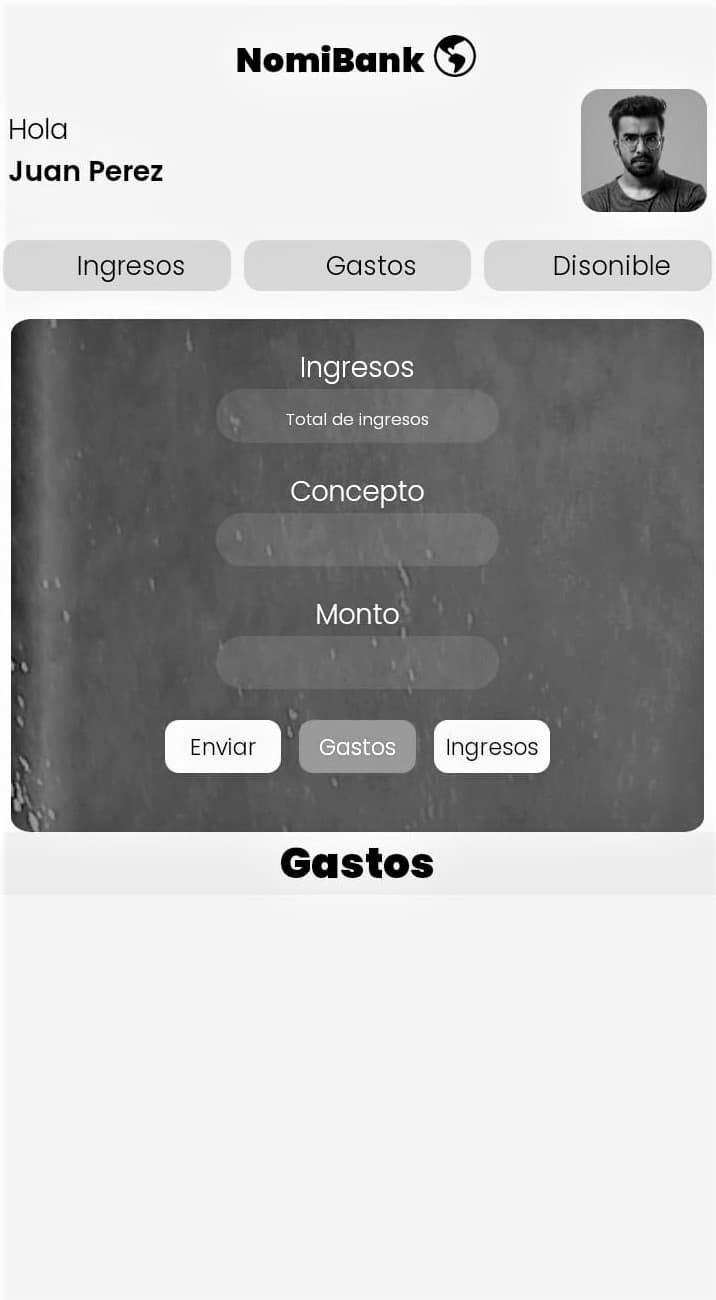 NomiBank
Hola
Juan Perez
Ingresos Gastos Disonible
Ingresos
Total de ingresos
Concepto
Monto
Enviar Gastos Ingresos
Gastos